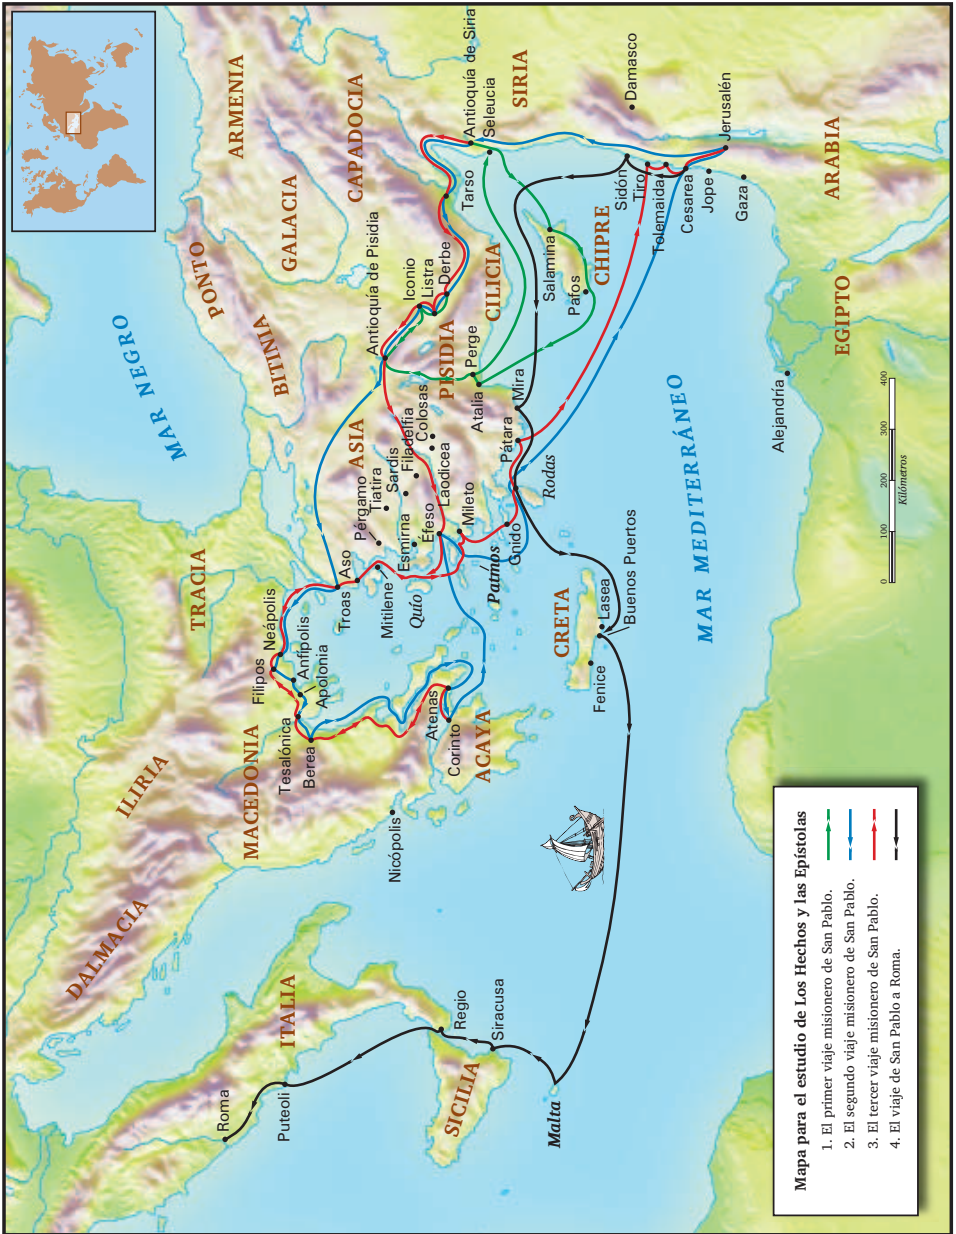 MAR NEGRO
ARMENIA
PONTO
GALACIA
CAPADOCIA
BITINIA
TRACIA
ILIRIA
DALMACIA
MACEDONIA
ITALIA
ASIA
PISIDIA
CILICIA
SIRIA
CHIPRE
ACAYA
CRETA
SICILIA
ARABIA
EGIPTO
MAR MEDITERRÁNEO
Roma
Puteoli
Regio
Siracusa
Malta
Nicópolis
Filipos
Neápolis
Anfípolis
Apolonia
Tesalónica
Berea
Atenas
Corinto
Troas
Aso
Mitilene
Quío
Pérgamo
Tiatira
Sardis
Filadelfia
Colosas
Esmirna
Éfeso
Laodicea
Mileto
Patmos
Gnido
Rodas
Pátara
Mira
Atalia
Perge
Antioquía de Pisidia
Iconio
Listra
Derbe
Tarso
Antioquía de Siria
Seleucia
Salamina
Pafos
Damasco
Sidón
Tiro
Tolemaida
Cesarea
Jope
Jerusalén
Gaza
Alejandría
Fenice
Lasea
Buenos Puertos
0 100 200 300 400
Kilómetros
Mapa para el estudio de Los Hechos y las Epístolas
1. El primer viaje misionero de San Pablo.
2. El segundo viaje misionero de San Pablo.
3. El tercer viaje misionero de San Pablo.
4. El viaje de San Pablo a Roma.